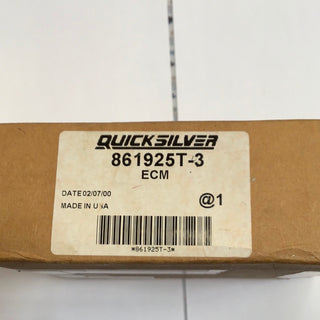 QUICKSILVER
861925T-3
ECM
DATE 02/07/00
MADE IN USA
@1
*861925T-3*